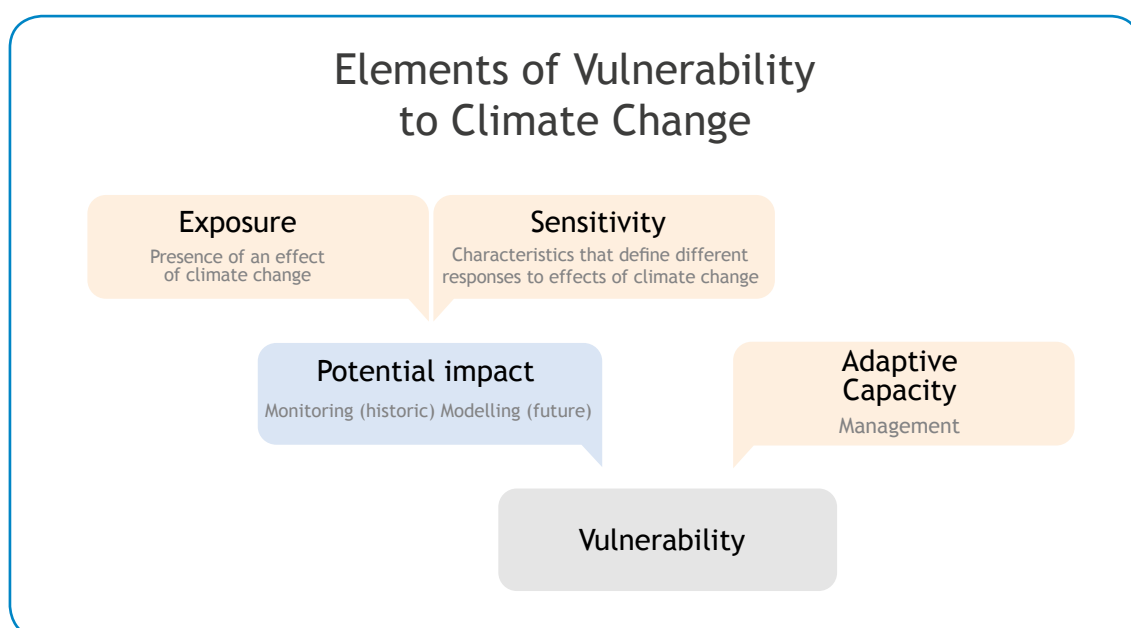 Elements of Vulnerability
to Climate Change
Exposure
Presence of an effect
of climate change
Sensitivity
Characteristics that define different
responses to effects of climate change
Potential impact
Monitoring (historic) Modelling (future)
Adaptive
Capacity
Management
Vulnerability